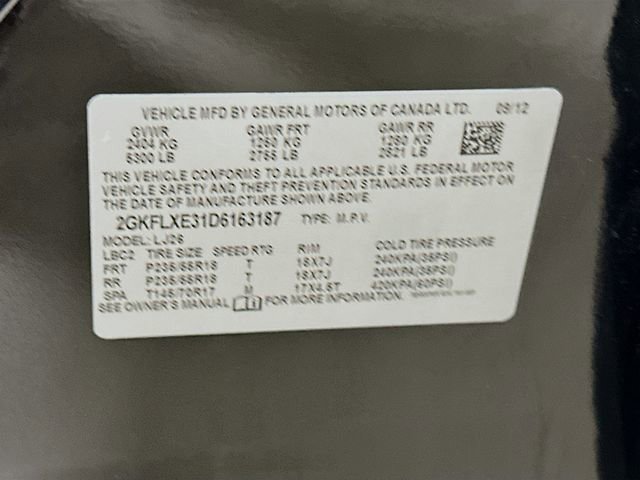 VEHICLE MFD BY GENERAL MOTORS OF CANADA LTD. 09/12
GVWR GAWR FRT GAWR RR
2404 KG 1250 KG 1280 KG
5300 LB 2755 LB 2821 LB
THIS VEHICLE CONFORMS TO ALL APPLICABLE U.S. FEDERAL MOTOR
VEHICLE SAFETY AND THEFT PREVENTION STANDARDS IN EFFECT ON
THE DATE OF MANUFACTURE SHOWN ABOVE.
2GKFLXE31D6163187 TYPE: M.P.V.
MODEL: LJ26
LBC2 TIRE SIZE SPEED RTG RIM COLD TIRE PRESSURE
FRT P235/55R18 T 18X7J 240KPA(35PSI)
RR P235/55R18 T 18X7J 240KPA(35PSI)
SPA T145/70R17 M 17X4.5T 420KPA(60PSI)
SEE OWNER'S MANUAL FOR MORE INFORMATION.